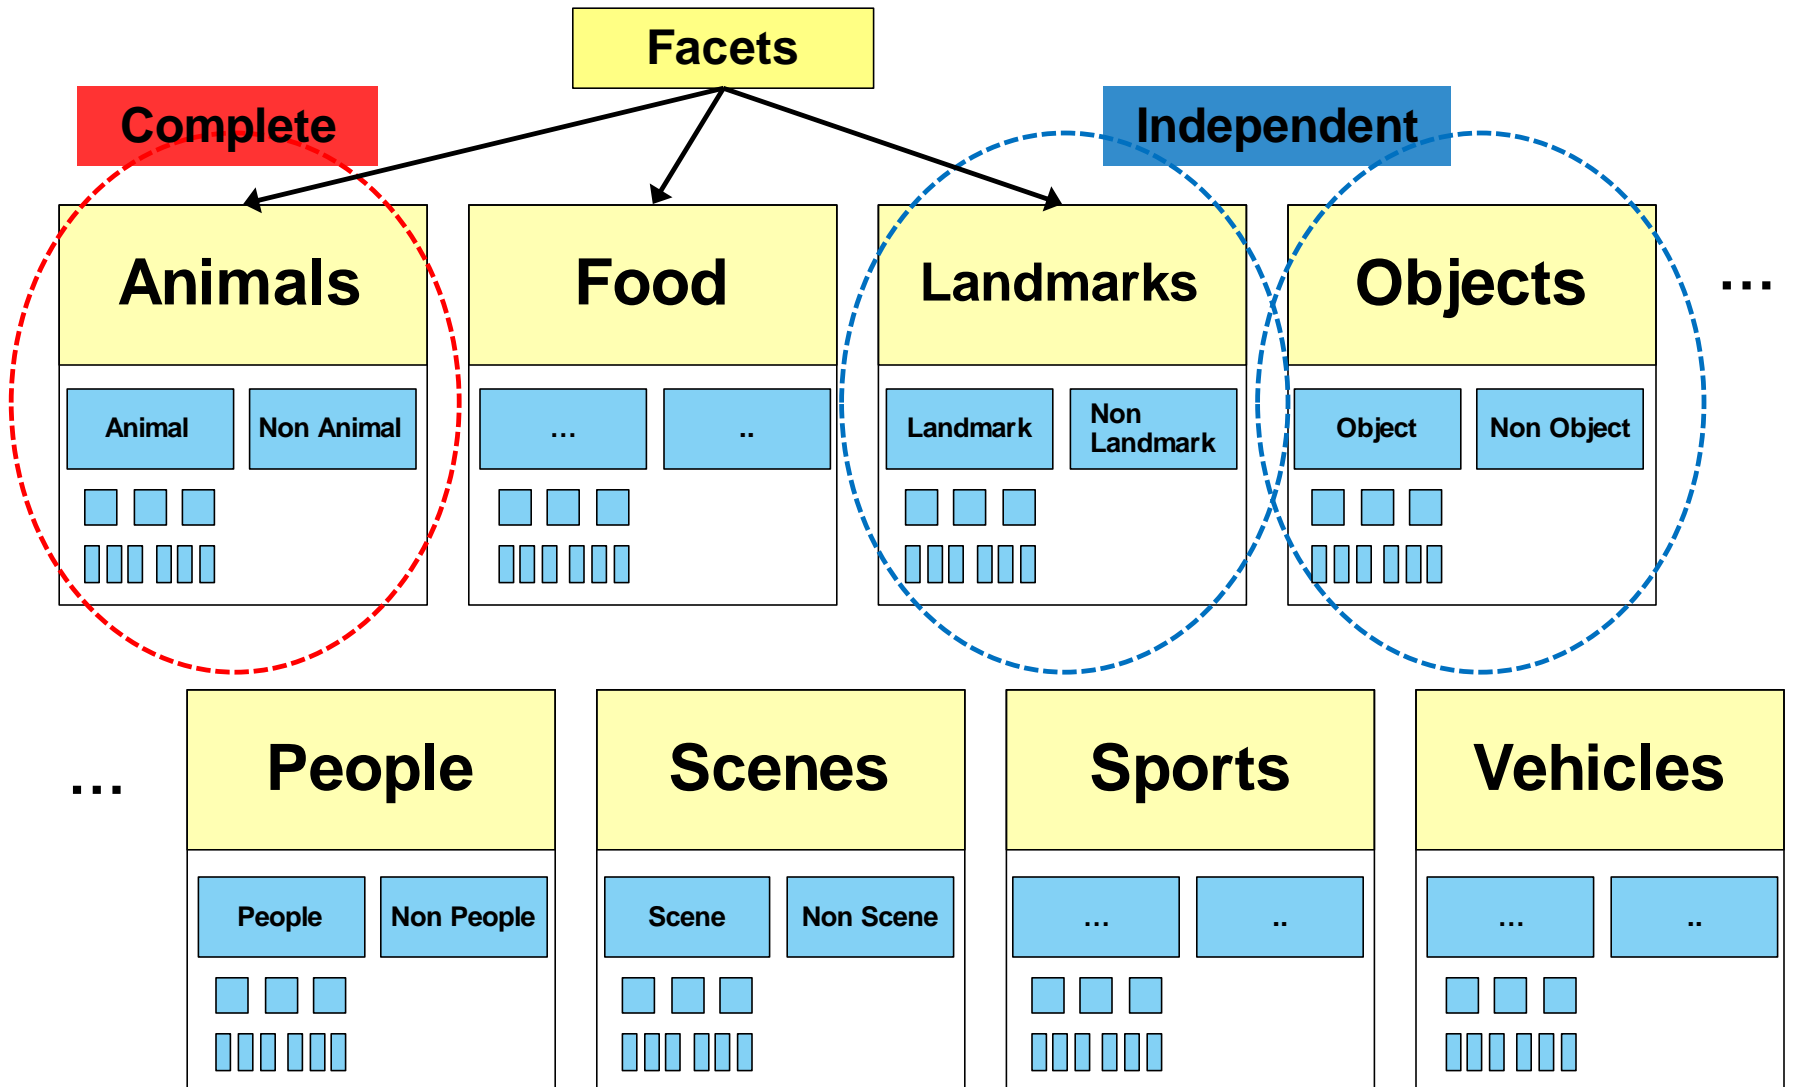 Facets
Complete
Independent
Animals
Food
Landmarks
Objects
...
Animal
Non Animal
...
..
Landmark
Non
Landmark
Object
Non Object
...
People
Scenes
Sports
Vehicles
People
Non People
Scene
Non Scene
...
..
...
..